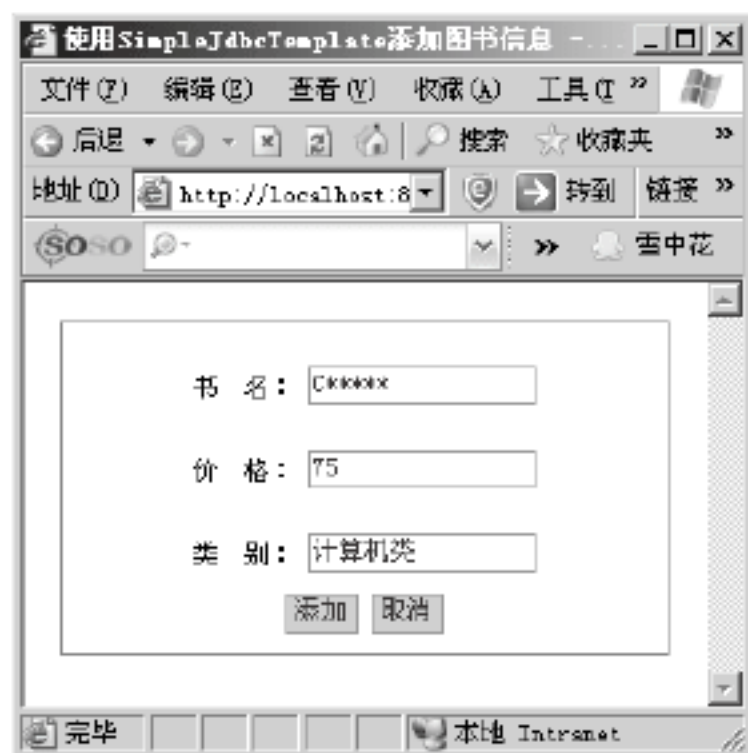 使用SimpleJdbcTemplate添加图书信息 -...
文件(F) 编辑(E) 查看(V) 收藏(A) 工具(T »
后退 搜索 收藏夹 »
地址(D) http://localhost:8 转到 链接 »
SOSO » 雪中花
书 名: C*****
价 格: 75
类 别: 计算机类
添加 取消
完毕 本地 Intranet